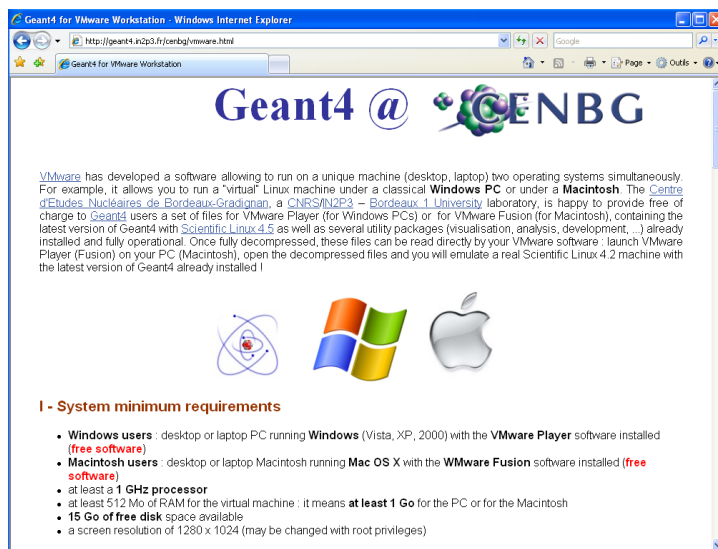 Geant4 for VMware Workstation - Windows Internet Explorer
http://geant4.in2p3.fr/cenbg/vmware.html
Google
Geant4 for VMware Workstation
Page
Outils
Geant4 @ CENBG
VMware has developed a software allowing to run on a unique machine (desktop, laptop) two operating systems simultaneously.
For example, it allows you to run a "virtual" Linux machine under a classical Windows PC or under a Macintosh. The Centre
d'Etudes Nucléaires de Bordeaux-Gradignan, a CNRS/IN2P3 – Bordeaux 1 University laboratory, is happy to provide free of
charge to Geant4 users a set of files for VMware Player (for Windows PCs) or for VMware Fusion (for Macintosh), containing the
latest version of Geant4 with Scientific Linux 4.5 as well as several utility packages (visualisation, analysis, development, ...) already
installed and fully operational. Once fully decompressed, these files can be read directly by your VMware software : launch VMware
Player (Fusion) on your PC (Macintosh), open the decompressed files and you will emulate a real Scientific Linux 4.2 machine with
the latest version of Geant4 already installed !
I - System minimum requirements
• Windows users : desktop or laptop PC running Windows (Vista, XP, 2000) with the VMware Player software installed
(free software)
• Macintosh users : desktop or laptop Macintosh running Mac OS X with the WMware Fusion software installed (free
software)
• at least a 1 GHz processor
• at least 512 Mo of RAM for the virtual machine : it means at least 1 Go for the PC or for the Macintosh
• 15 Go of free disk space available
• a screen resolution of 1280 x 1024 (may be changed with root privileges)